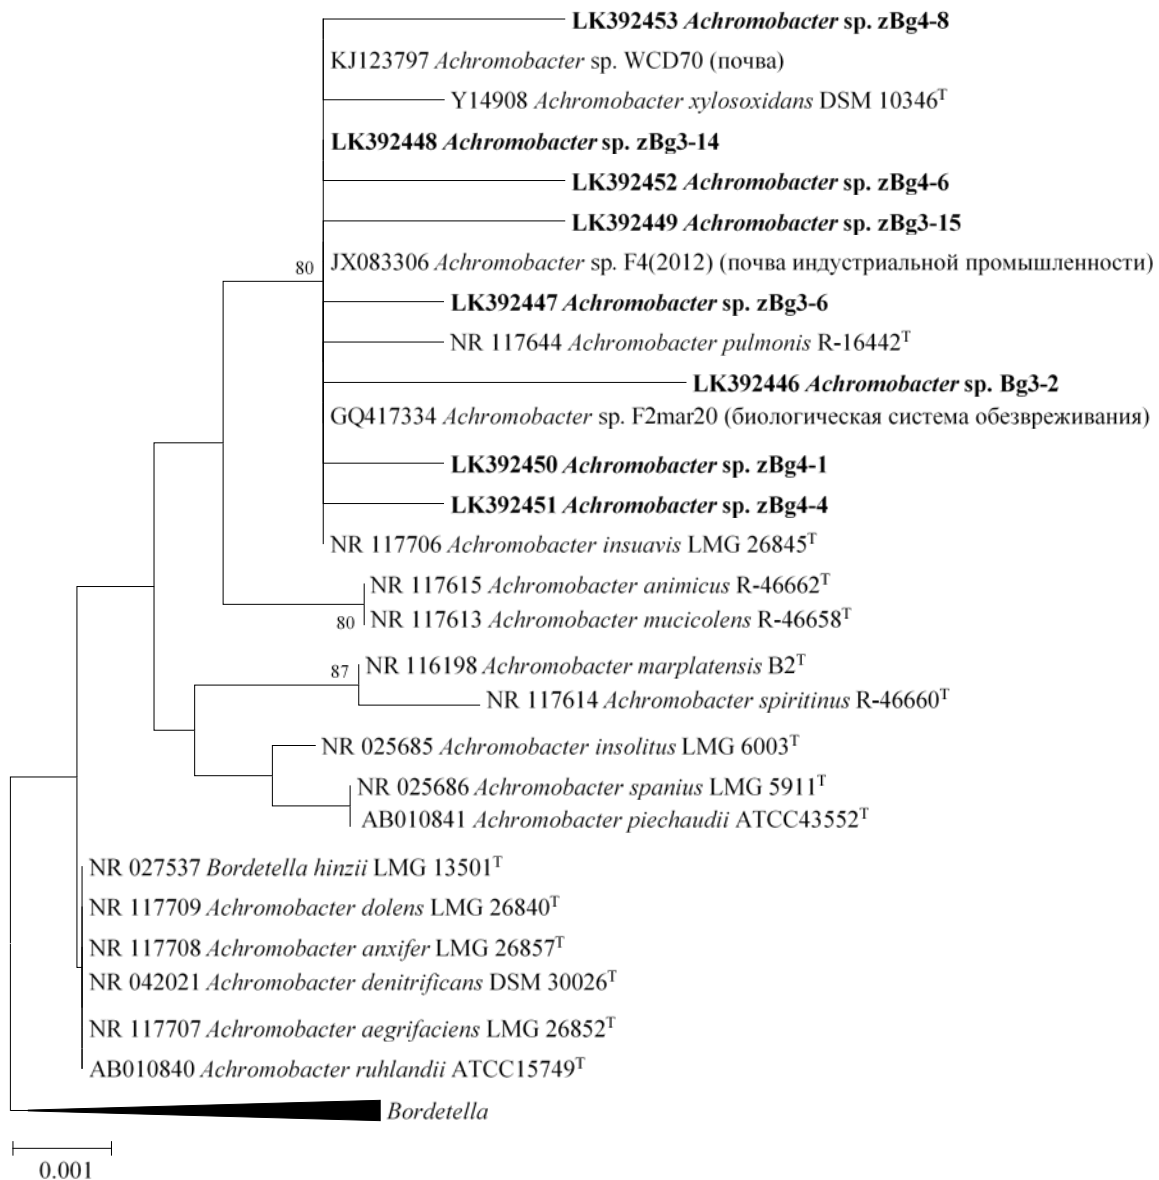 LK392453 Achromobacter sp. zBg4-8
KJ123797 Achromobacter sp. WCD70 (почва)
Y14908 Achromobacter xylosoxidans DSM 10346T
LK392448 Achromobacter sp. zBg3-14
LK392452 Achromobacter sp. zBg4-6
LK392449 Achromobacter sp. zBg3-15
80
JX083306 Achromobacter sp. F4(2012) (почва индустриальной промышленности)
LK392447 Achromobacter sp. zBg3-6
NR 117644 Achromobacter pulmonis R-16442T
LK392446 Achromobacter sp. Bg3-2
GQ417334 Achromobacter sp. F2mar20 (биологическая система обезвреживания)
LK392450 Achromobacter sp. zBg4-1
LK392451 Achromobacter sp. zBg4-4
NR 117706 Achromobacter insuavis LMG 26845T
NR 117615 Achromobacter animicus R-46662T
80
NR 117613 Achromobacter mucicolens R-46658T
87
NR 116198 Achromobacter marplatensis B2T
NR 117614 Achromobacter spiritinus R-46660T
NR 025685 Achromobacter insolitus LMG 6003T
NR 025686 Achromobacter spanius LMG 5911T
AB010841 Achromobacter piechaudii ATCC43552T
NR 027537 Bordetella hinzii LMG 13501T
NR 117709 Achromobacter dolens LMG 26840T
NR 117708 Achromobacter anxifer LMG 26857T
NR 042021 Achromobacter denitrificans DSM 30026T
NR 117707 Achromobacter aegrifaciens LMG 26852T
AB010840 Achromobacter ruhlandii ATCC15749T
Bordetella
0.001